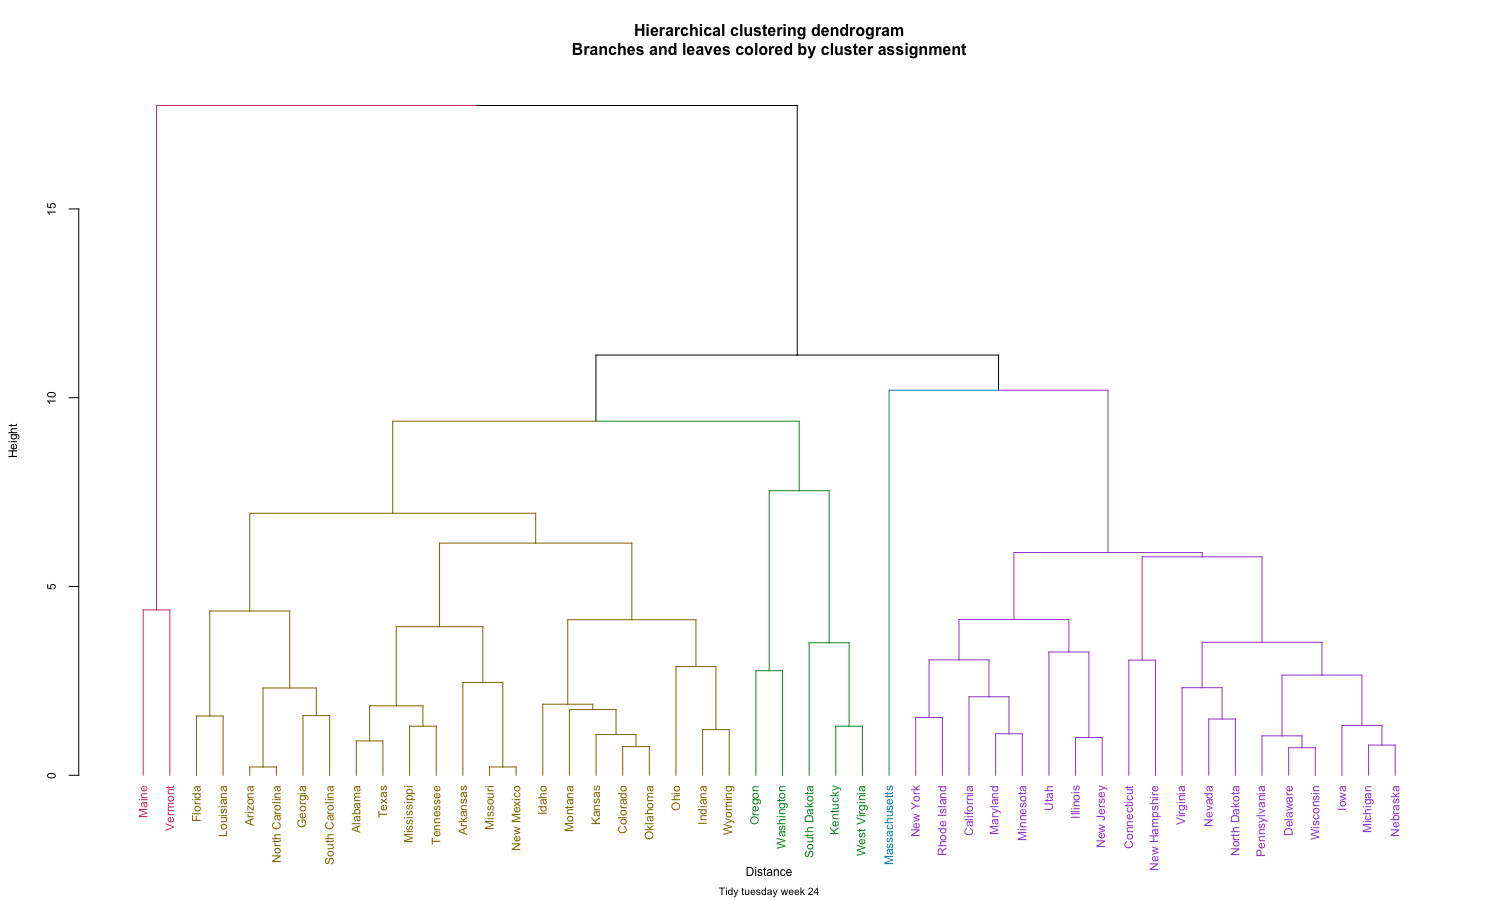 Hierarchical clustering dendrogram
Branches and leaves colored by cluster assignment
Height
15
10
5
0
Maine
Vermont
Florida
Louisiana
Arizona
North Carolina
Georgia
South Carolina
Alabama
Texas
Mississippi
Tennessee
Arkansas
Missouri
New Mexico
Idaho
Montana
Kansas
Colorado
Oklahoma
Ohio
Indiana
Wyoming
Oregon
Washington
South Dakota
Kentucky
West Virginia
Massachusetts
New York
Rhode Island
California
Maryland
Minnesota
Utah
Illinois
New Jersey
Connecticut
New Hampshire
Virginia
Nevada
North Dakota
Pennsylvania
Delaware
Wisconsin
Iowa
Michigan
Nebraska
Distance
Tidy tuesday week 24